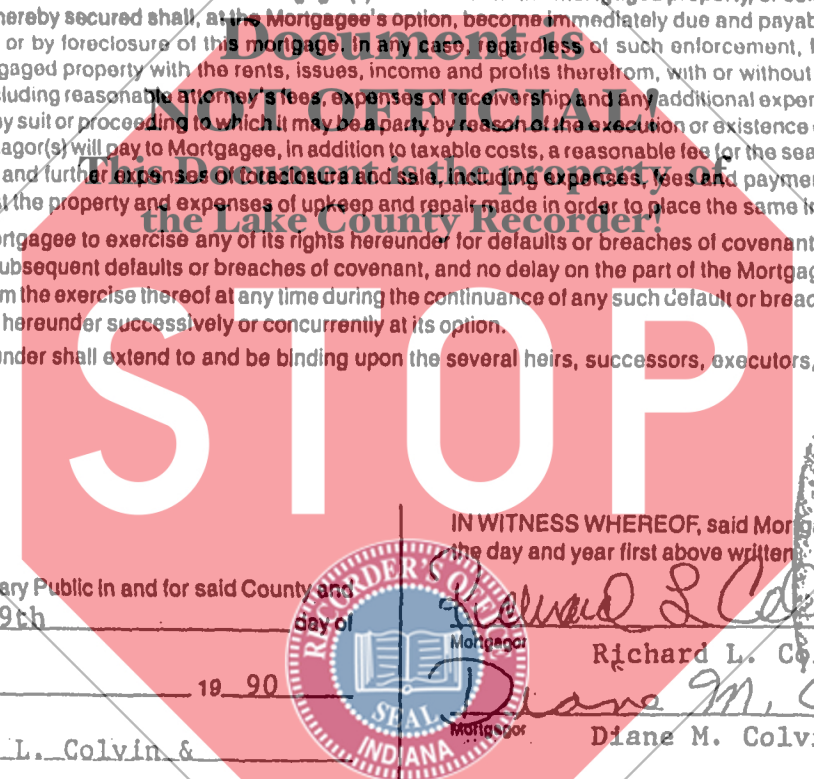 hereby secured shall, at the Mortgagee's option, become immediately due and payab
Document is
or by foreclosure of this mortgage. In any case, regardless of such enforcement,
gaged property with the rents, issues, income and profits therefrom, with or without
NOT OFFICIAL!
luding reasonable attorney's fees, expenses of receivership and any additional expen
y suit or proceeding to which it may be a party by reason of the execution or existence
agor(s) will pay to Mortgagee, in addition to taxable costs, a reasonable fee for the sea
This Document is the property of
and further expenses of foreclosure and sale, including expenses, fees and paymen
t the property and expenses of upkeep and repair made in order to place the same in
the Lake County Recorder!
rtgagee to exercise any of its rights hereunder for defaults or breaches of covenant
ubsequent defaults or breaches of covenant, and no delay on the part of the Mortgag
m the exercise thereof at any time during the continuance of any such default or breac
hereunder successively or concurrently at its option.
under shall extend to and be binding upon the several heirs, successors, executors,
STOP
IN WITNESS WHEREOF, said Mortga
the day and year first above written
ary Public in and for said County and
9th day of
19 90
L. Colvin &
RECORDER'S OFFICE
SEAL
INDIANA
Richard L. Co
Mortgagor
Richard L. Co
Diane M. C
Mortgagor
Diane M. Colvi